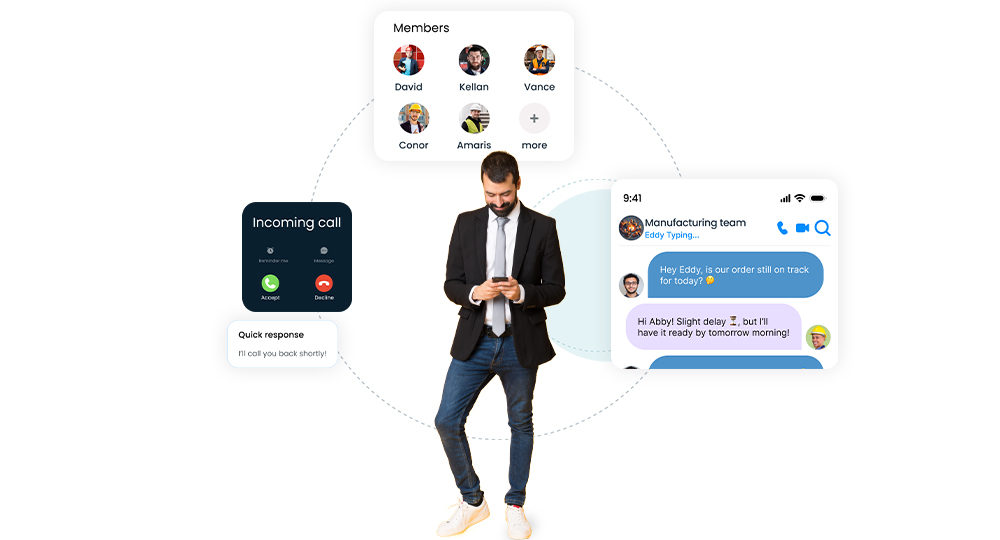 Members
David
Kellan
Vance
Conor
Amaris
more
Incoming call
Reminder me
Message
Accept
Decline
Quick response
I'll call you back shortly!
9:41
Manufacturing team
Eddy Typing...
Hey Eddy, is our order still on track
for today? 🤔
Hi Abby! Slight delay ⏳, but I'll
have it ready by tomorrow morning!